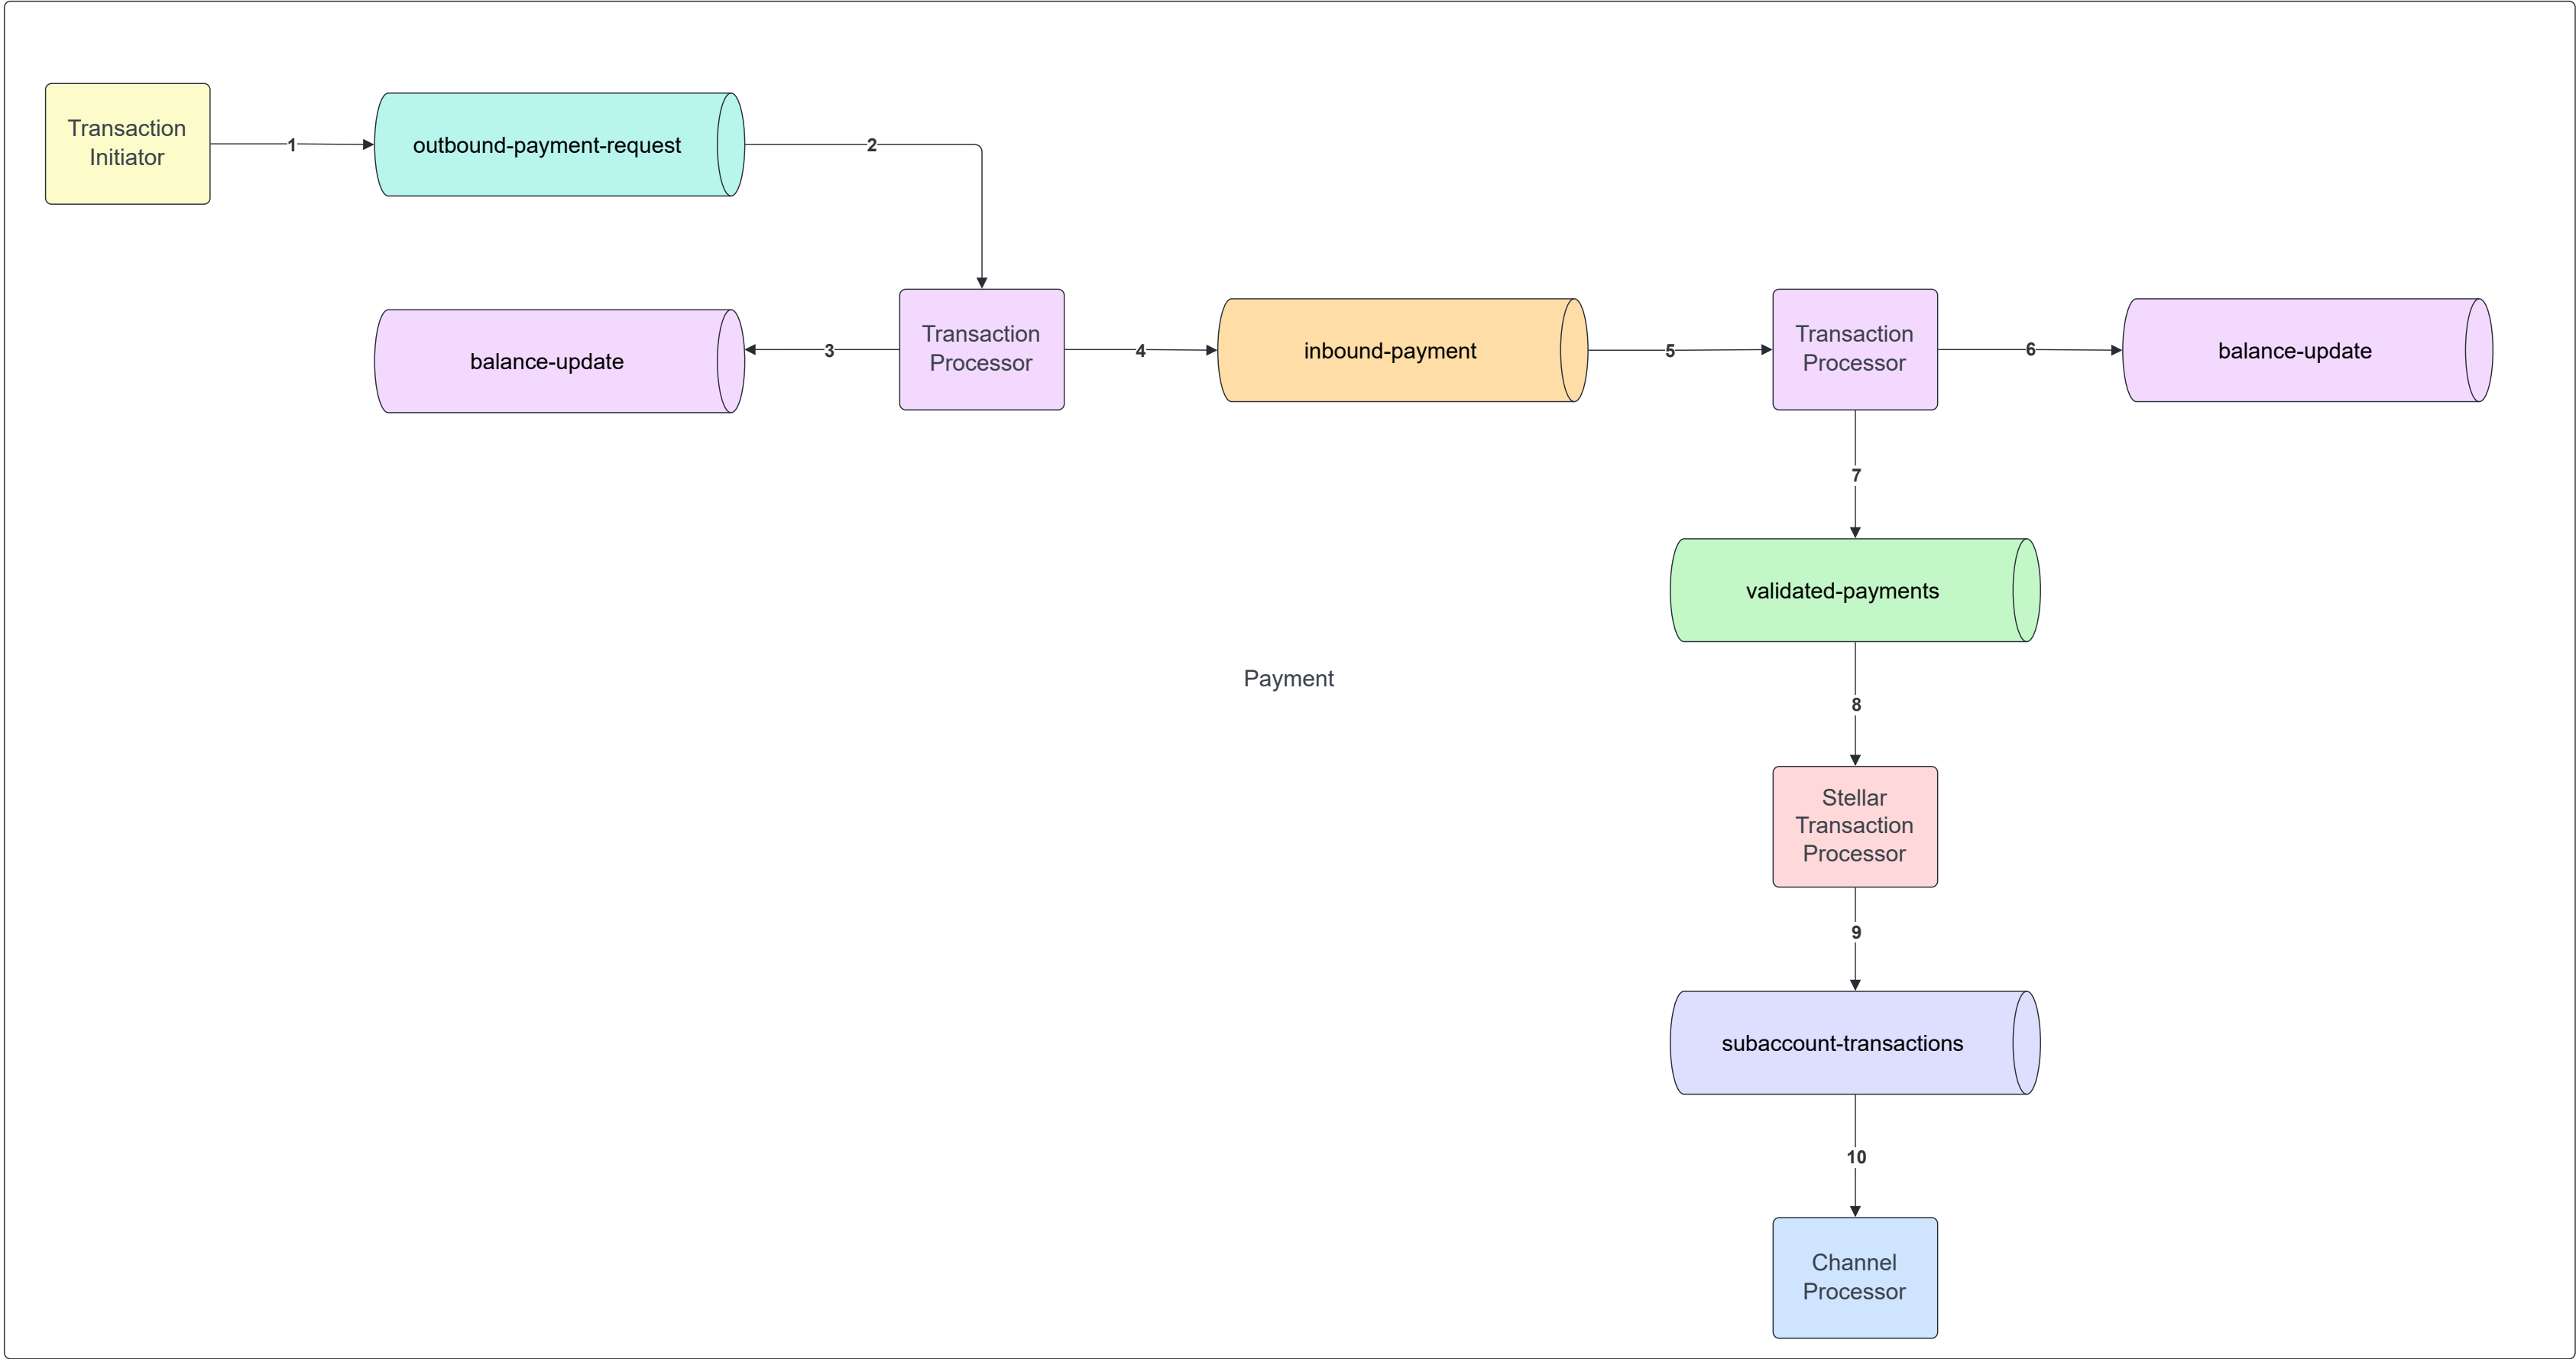 Transaction
Initiator
1
outbound-payment-request
2
balance-update
3
Transaction
Processor
4
inbound-payment
5
Transaction
Processor
6
balance-update
7
validated-payments
Payment
8
Stellar
Transaction
Processor
9
subaccount-transactions
10
Channel
Processor